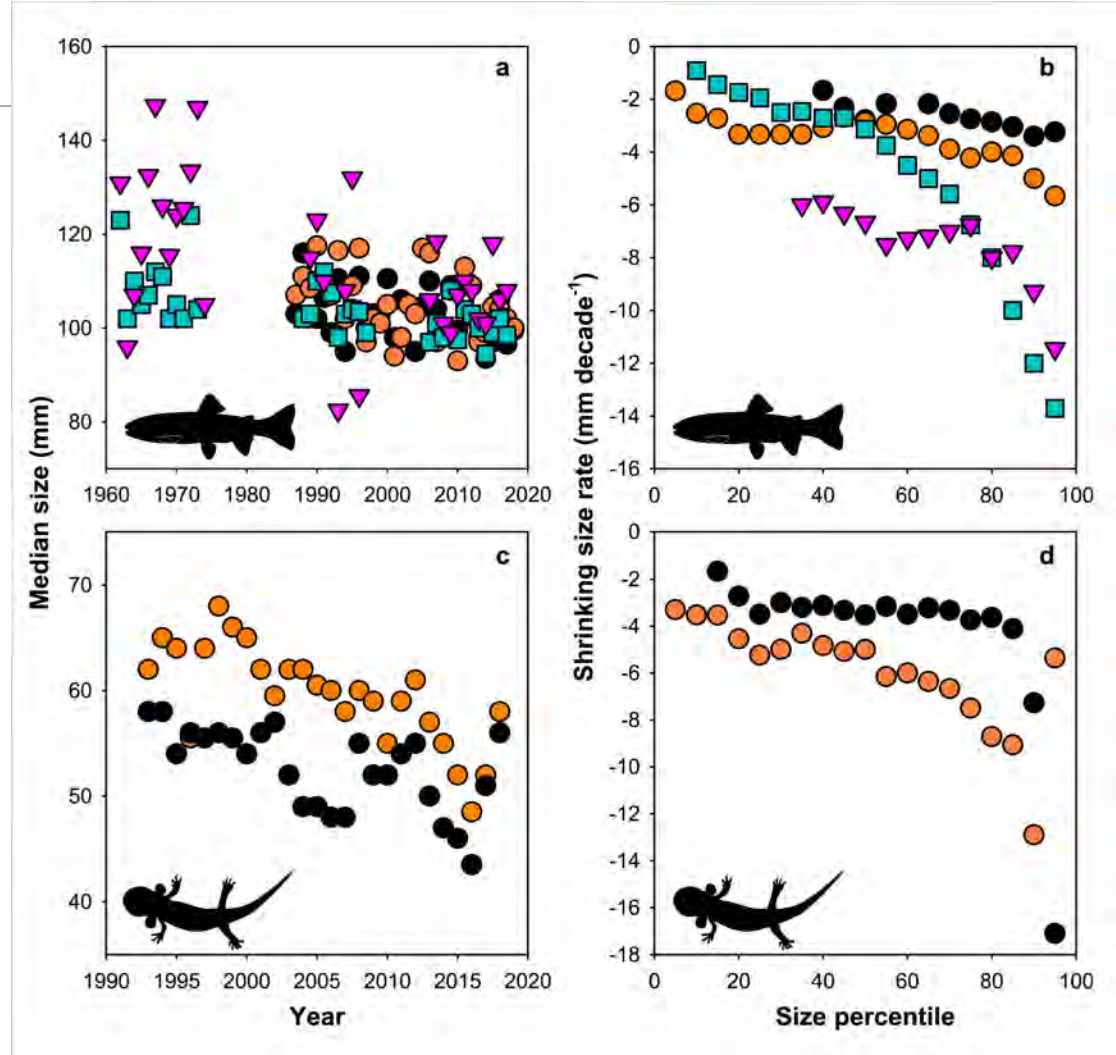 a
160
140
120
100
80
1960 1970 1980 1990 2000 2010 2020
Median size (mm)
b
0
-2
-4
-6
-8
-10
-12
-14
-16
0 20 40 60 80 100
Shrinking size rate (mm decade-1)
c
70
60
50
40
1990 1995 2000 2005 2010 2015 2020
Year
d
0
-2
-4
-6
-8
-10
-12
-14
-16
-18
0 20 40 60 80 100
Size percentile